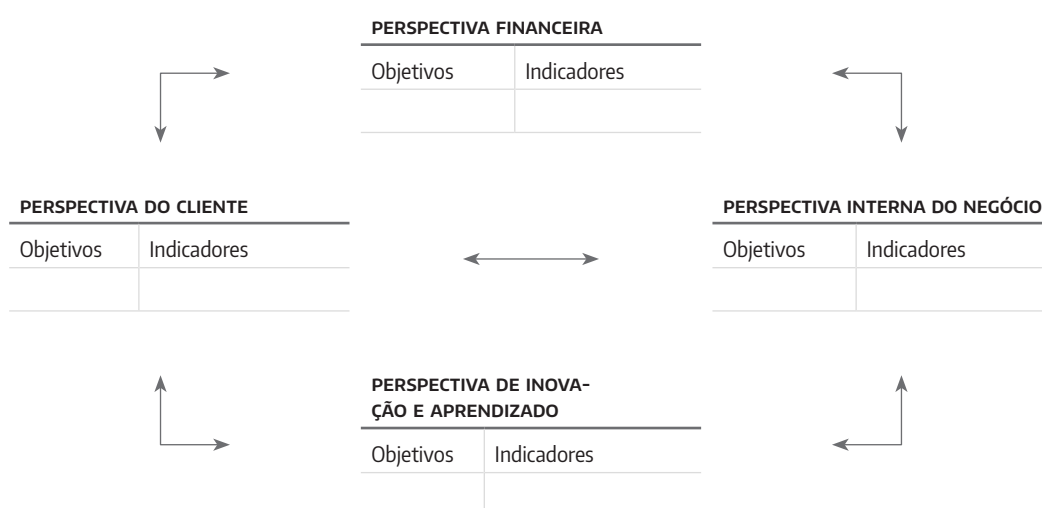 PERSPECTIVA FINANCEIRA
Objetivos Indicadores
PERSPECTIVA DO CLIENTE
Objetivos Indicadores
PERSPECTIVA INTERNA DO NEGÓCIO
Objetivos Indicadores
PERSPECTIVA DE INOVA-
ÇÃO E APRENDIZADO
Objetivos Indicadores